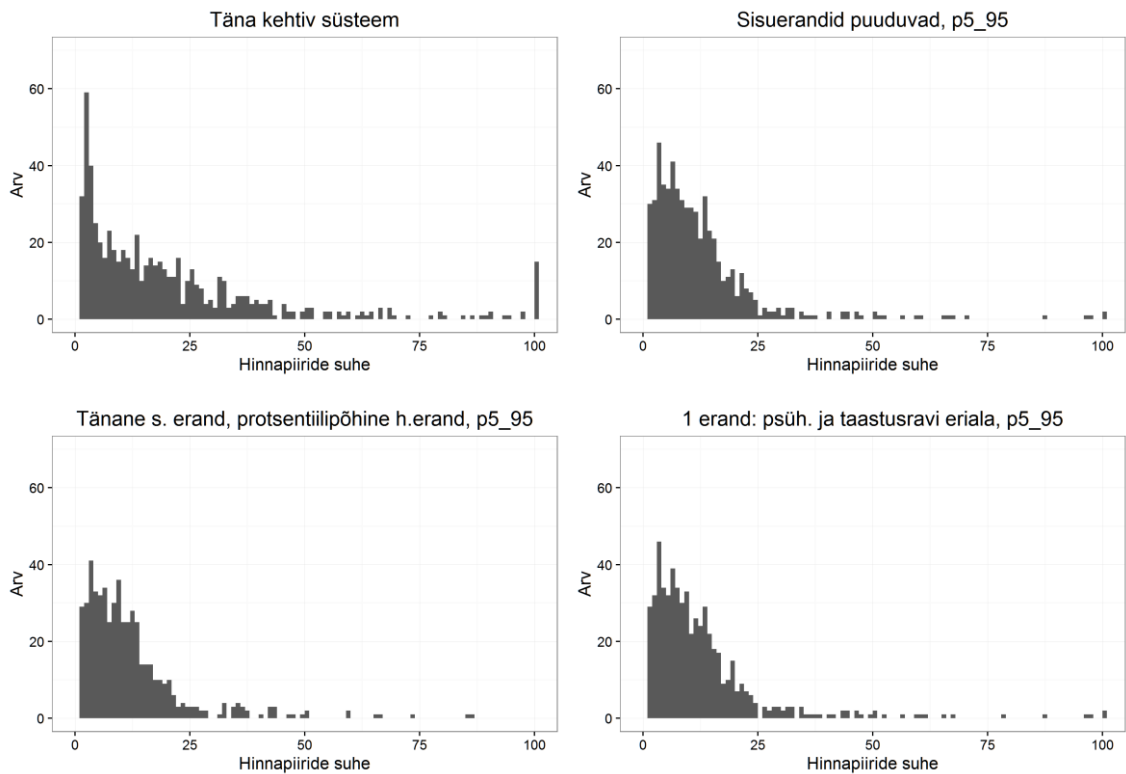 Täna kehtiv süsteem
60
40
20
0
Arv
0 25 50 75 100
Hinnapiiride suhe
Sisuerandid puuduvad, p5_95
60
40
20
0
Arv
0 25 50 75 100
Hinnapiiride suhe
Tänane s. erand, protsentiilipõhine h.erand, p5_95
60
40
20
0
Arv
0 25 50 75 100
Hinnapiiride suhe
1 erand: psüh. ja taastusravi eriala, p5_95
60
40
20
0
Arv
0 25 50 75 100
Hinnapiiride suhe